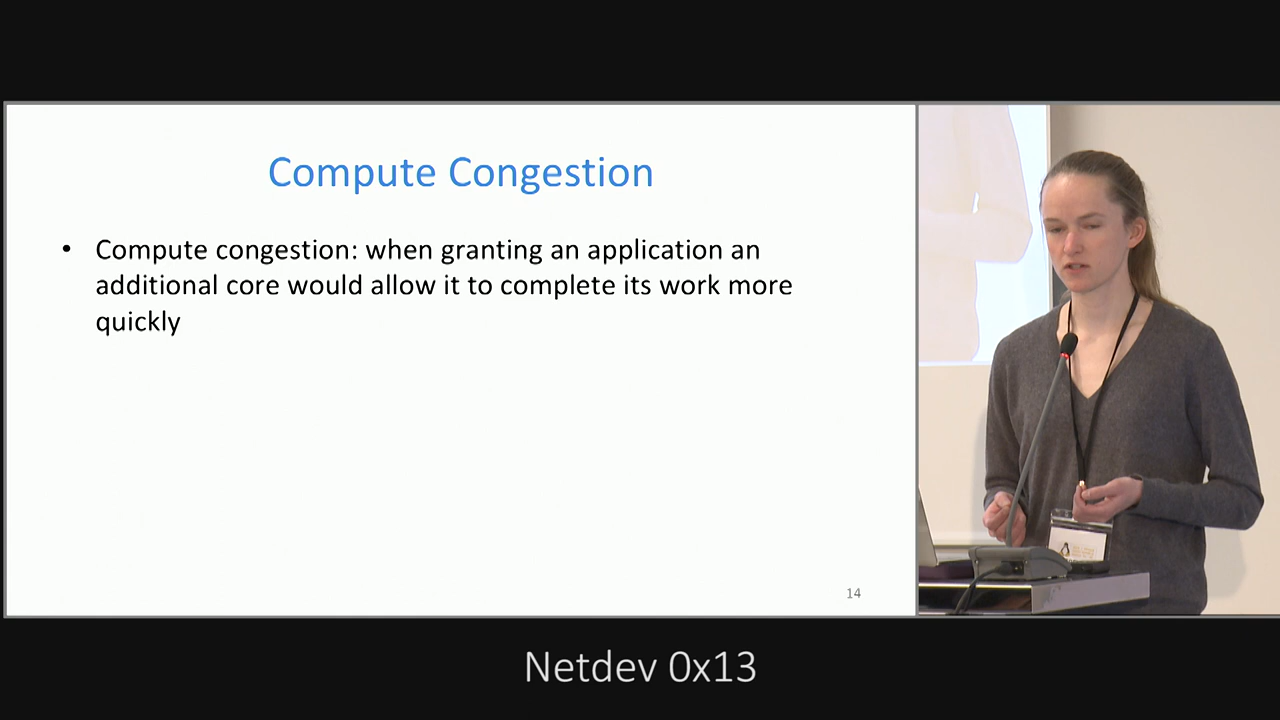 Compute Congestion
• Compute congestion: when granting an application an
additional core would allow it to complete its work more
quickly
14
Netdev 0x13